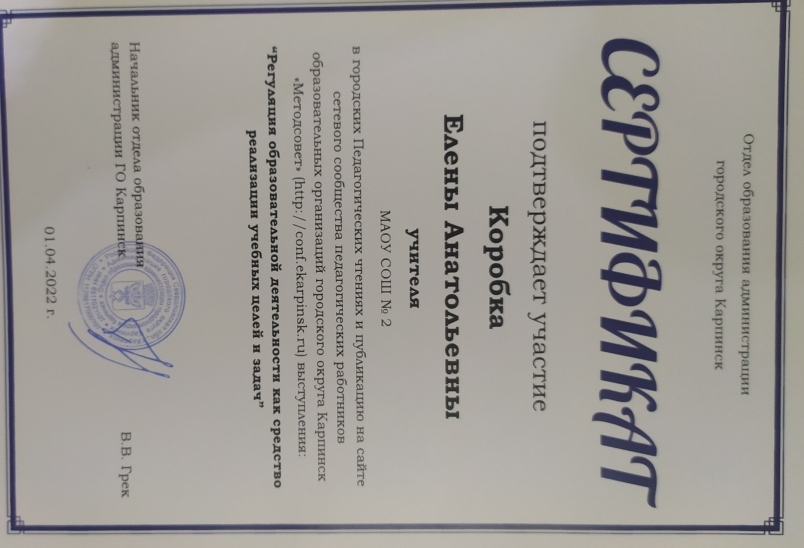 Отдел образования администрации
городского округа Карпинск
СЕРТИФИКАТ
подтверждает участие
Коробка
Елены Анатольевны
учителя
МАОУ СОШ № 2
в городских Педагогических чтениях и публикацию на сайте
сетевого сообщества педагогических работников
образовательных организаций городского округа Карпинск
«Методсовет» (http://conf.ekarpinsk.ru) выступления:
“Регуляция образовательной деятельности как средство
реализации учебных целей и задач”
Начальник отдела образования
администрации ГО Карпинск
В.В. Грек
01.04.2022 г.